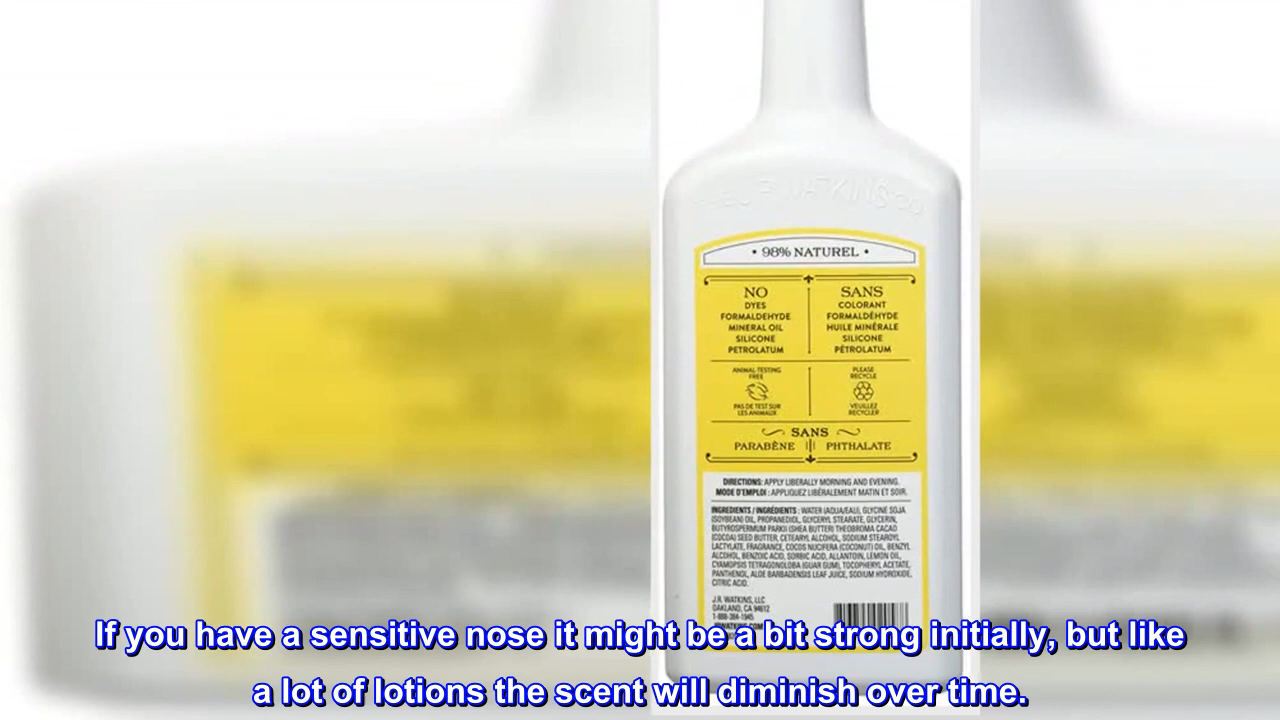 WATKINS CO
• 98% NATUREL •
NO
DYES
FORMALDEHYDE
MINERAL OIL
SILICONE
PETROLATUM
SANS
COLORANT
FORMALDÉHYDE
HUILE MINÉRALE
SILICONE
PÉTROLATUM
ANIMAL-TESTING
FREE
PAS DE TEST SUR
LES ANIMAUX
PLEASE
RECYCLE
VEUILLEZ
RECYCLER
SANS
PARABÈNE PHTHALATE
DIRECTIONS: APPLY LIBERALLY MORNING AND EVENING.
MODE D'EMPLOI : APPLIQUEZ LIBÉRALEMENT MATIN ET SOIR.
INGREDIENTS / INGRÉDIENTS : WATER (AQUA/EAU), GLYCINE SOJA
(SOYBEAN) OIL, PROPANEDIOL, GLYCERYL STEARATE, GLYCERIN,
BUTYROSPERMUM PARKII (SHEA BUTTER) THEOBROMA CACAO
(COCOA) SEED BUTTER, CETEARYL ALCOHOL, SODIUM STEAROYL
LACTYLATE, FRAGRANCE, COCOS NUCIFERA (COCONUT) OIL, BENZYL
ALCOHOL, BENZOIC ACID, SORBIC ACID, ALLANTOIN, LEMON OIL,
CYAMOPSIS TETRAGONOLOBA (GUAR GUM), TOCOPHERYL ACETATE,
PANTHENOL, ALOE BARBADENSIS LEAF JUICE, SODIUM HYDROXIDE,
CITRIC ACID.
J.R. WATKINS, LLC
OAKLAND, CA 94612
1-888-384-1945
If you have a sensitive nose it might be a bit strong initially, but like
a lot of lotions the scent will diminish over time.